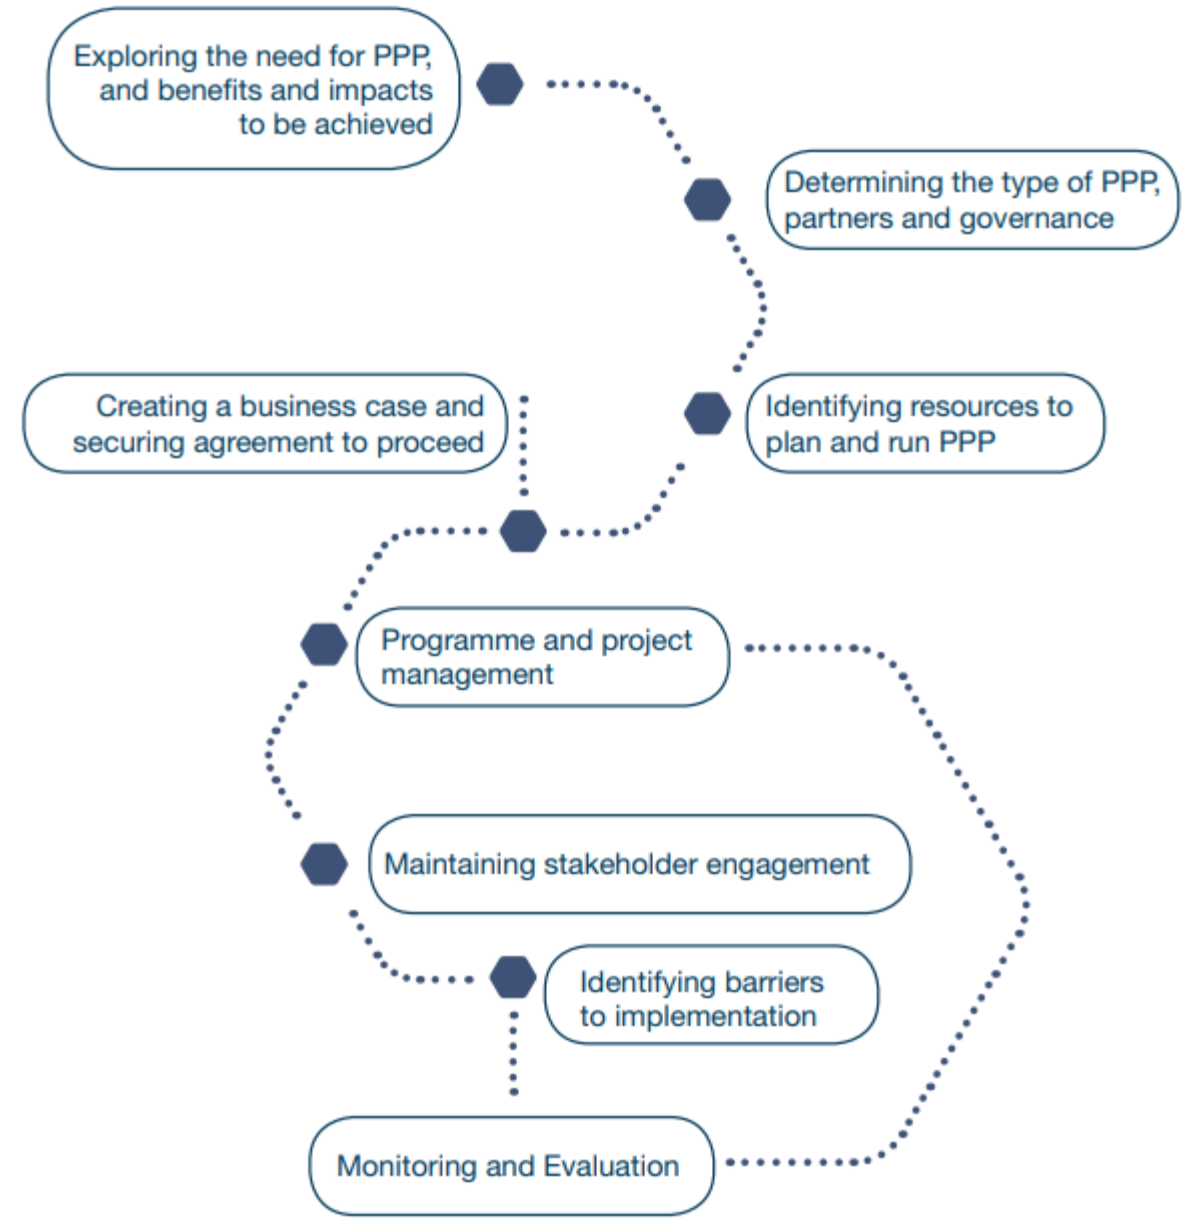 Exploring the need for PPP,
and benefits and impacts
to be achieved
Determining the type of PPP,
partners and governance
Identifying resources to
plan and run PPP
Creating a business case and
securing agreement to proceed
Programme and project
management
Maintaining stakeholder engagement
Identifying barriers
to implementation
Monitoring and Evaluation